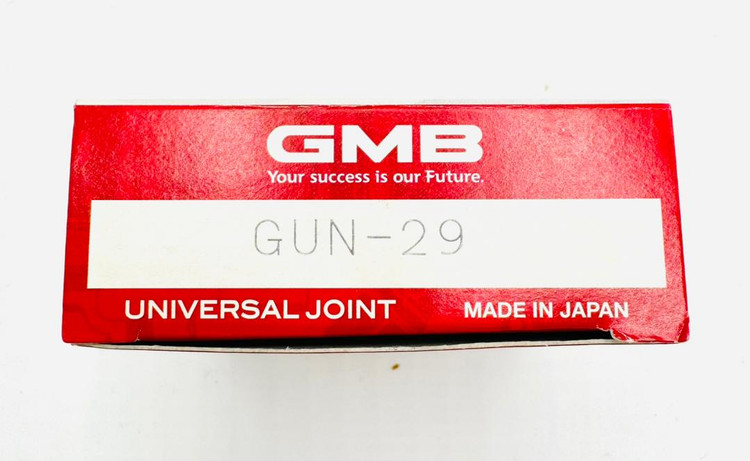 GMB
Your success is our Future.
GUN-29
UNIVERSAL JOINT MADE IN JAPAN